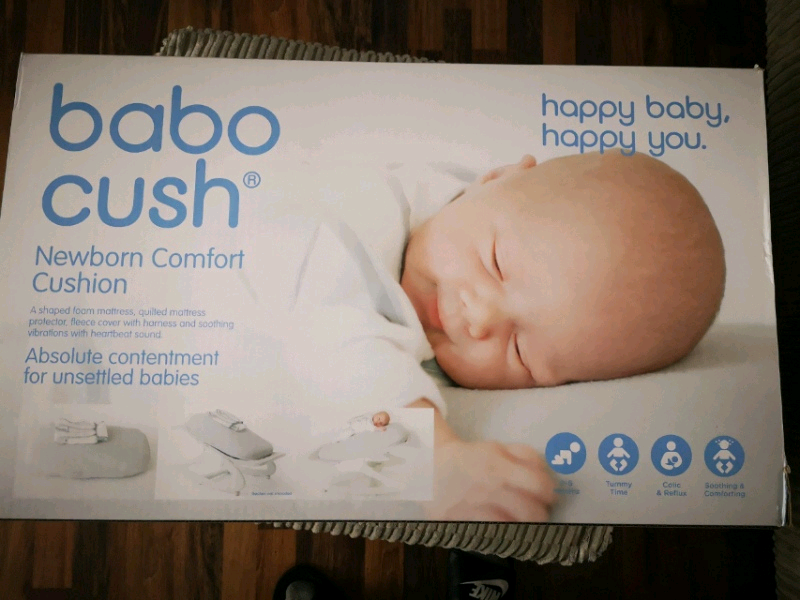 babo
cush®
happy baby,
happy you.
Newborn Comfort
Cushion
A shaped foam mattress, quilted mattress
protector, fleece cover with harness and soothing
vibrations with heartbeat sound.
Absolute contentment
for unsettled babies
Tummy
Time
Colic
& Reflux
Soothing &
Comforting